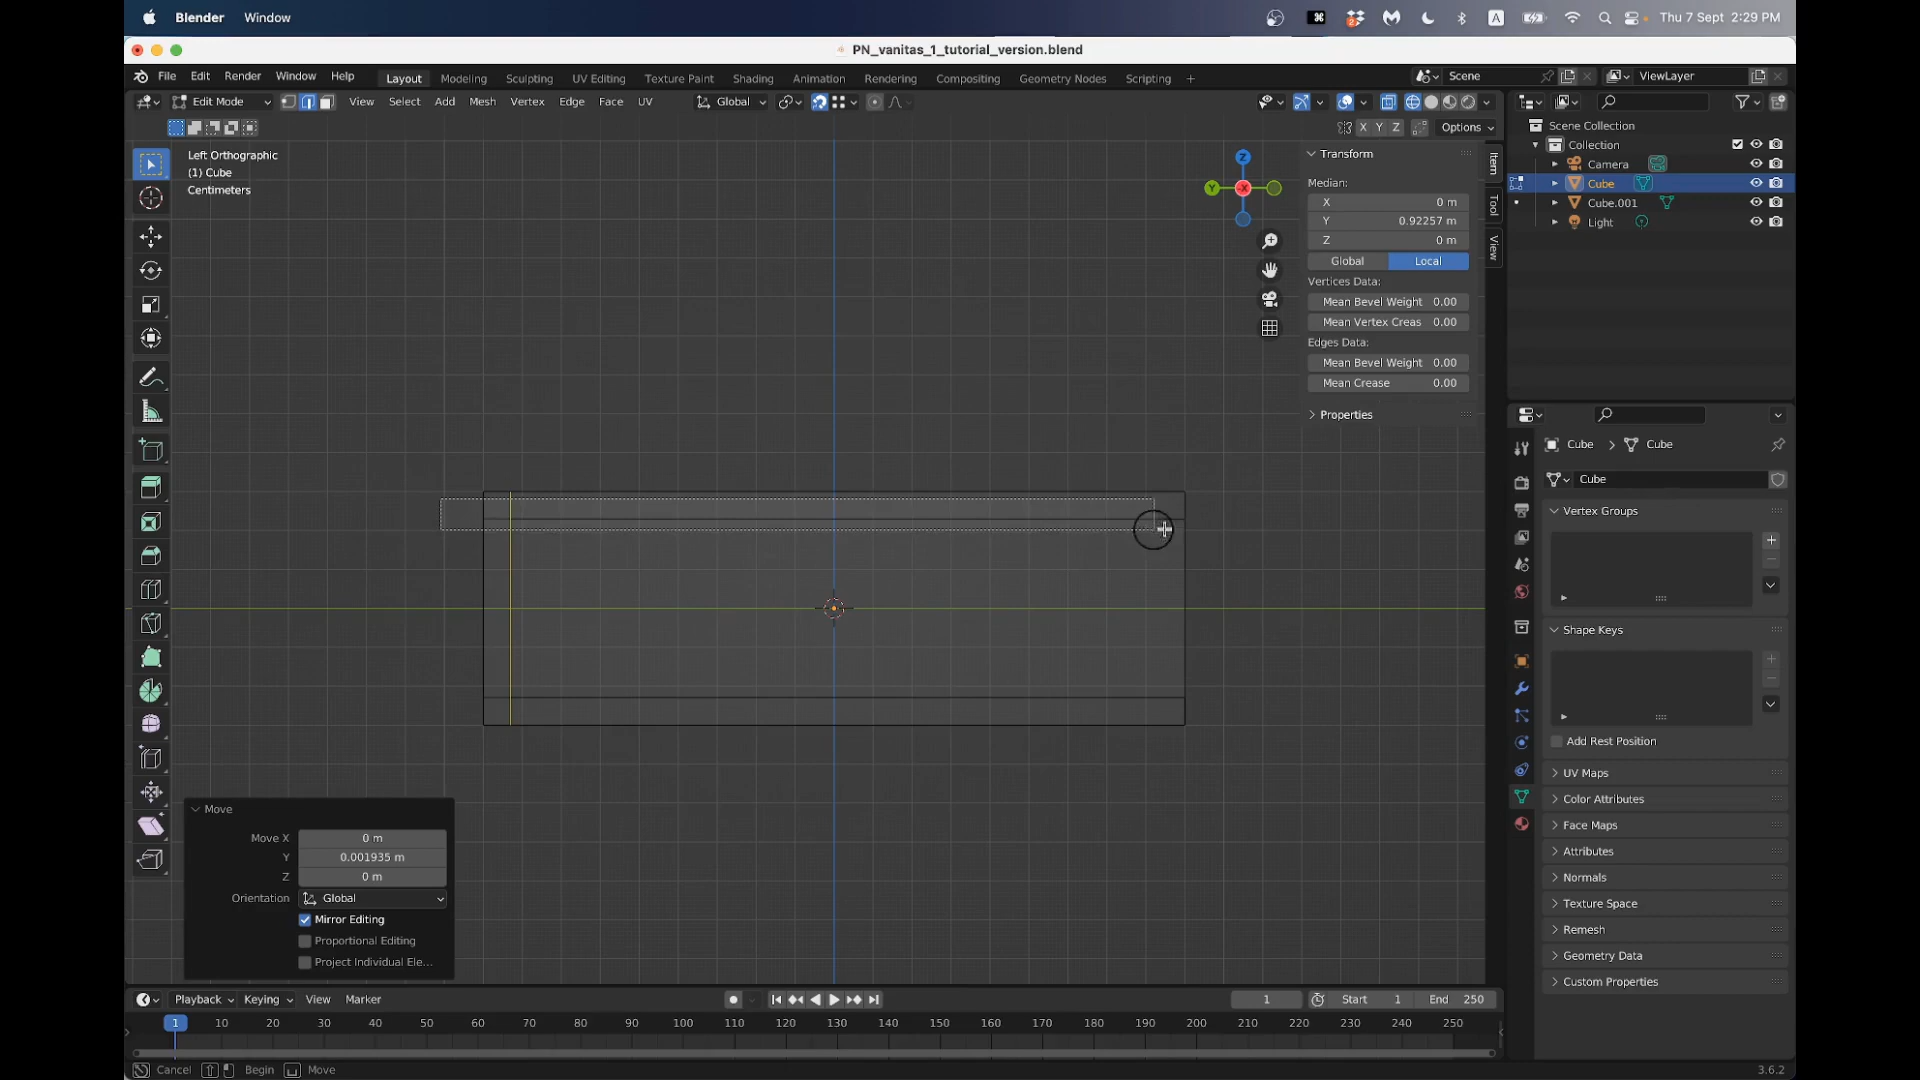 Blender Window
A
Thu 7 Sept 2:29 PM
PN_vanitas_1_tutorial_version.blend
File Edit Render Window Help
Layout Modeling Sculpting UV Editing Texture Paint Shading Animation Rendering Compositing Geometry Nodes Scripting +
Scene
ViewLayer
Edit Mode
View Select Add Mesh Vertex Edge Face UV
Global
X Y Z
Options
Left Orthographic
(1) Cube
Centimeters
Z
Y
-X
Transform
Median:
X 0 m
Y 0.92257 m
Z 0 m
Global Local
Vertices Data:
Mean Bevel Weight 0.00
Mean Vertex Creas 0.00
Edges Data:
Mean Bevel Weight 0.00
Mean Crease 0.00
Properties
Item
Tool
View
Scene Collection
Collection
Camera
Cube
Cube.001
Light
Cube > Cube
Cube
Vertex Groups
Shape Keys
Add Rest Position
UV Maps
Color Attributes
Face Maps
Attributes
Normals
Texture Space
Remesh
Geometry Data
Custom Properties
Move
Move X 0 m
Y 0.001935 m
Z 0 m
Orientation Global
Mirror Editing
Proportional Editing
Project Individual Ele...
Playback Keying View Marker
1 Start 1 End 250
1 10 20 30 40 50 60 70 80 90 100 110 120 130 140 150 160 170 180 190 200 210 220 230 240 250
Cancel Begin Move
3.6.2